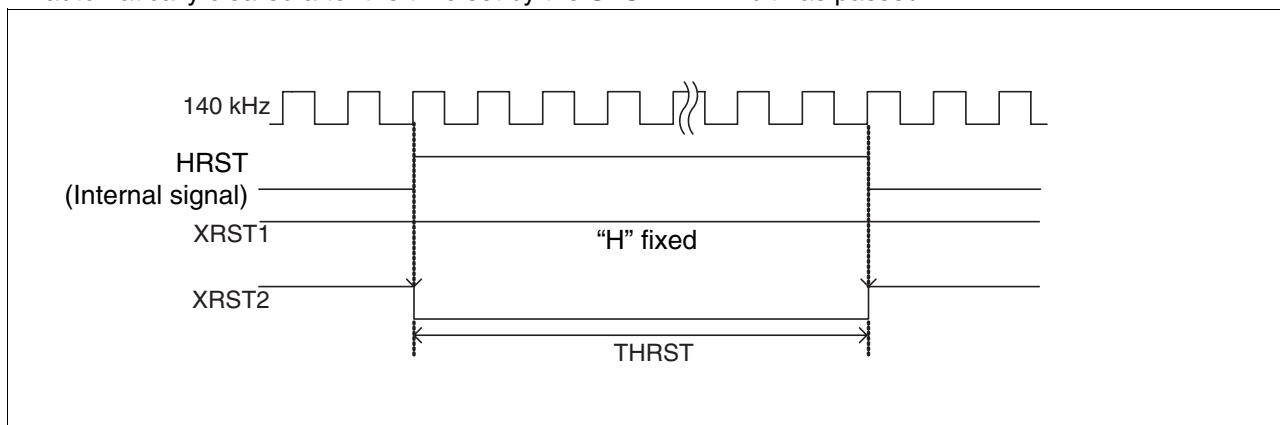 140 kHz
HRST
(Internal signal)
XRST1
“H” fixed
XRST2
THRST